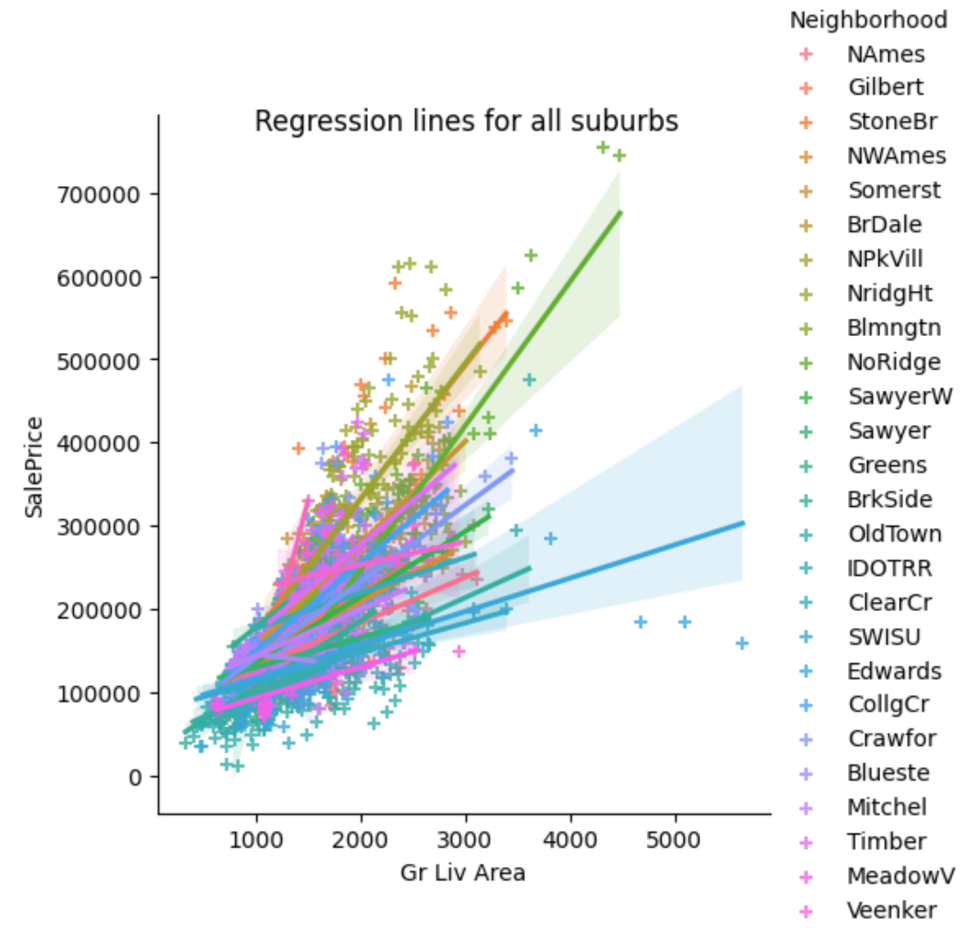 Regression lines for all suburbs
SalePrice
700000
600000
500000
400000
300000
200000
100000
0
1000 2000 3000 4000 5000
Gr Liv Area
Neighborhood
NAmes
Gilbert
StoneBr
NWAmes
Somerst
BrDale
NPkVill
NridgHt
Blmngtn
NoRidge
SawyerW
Sawyer
Greens
BrkSide
OldTown
IDOTRR
ClearCr
SWISU
Edwards
CollgCr
Crawfor
Blueste
Mitchel
Timber
MeadowV
Veenker